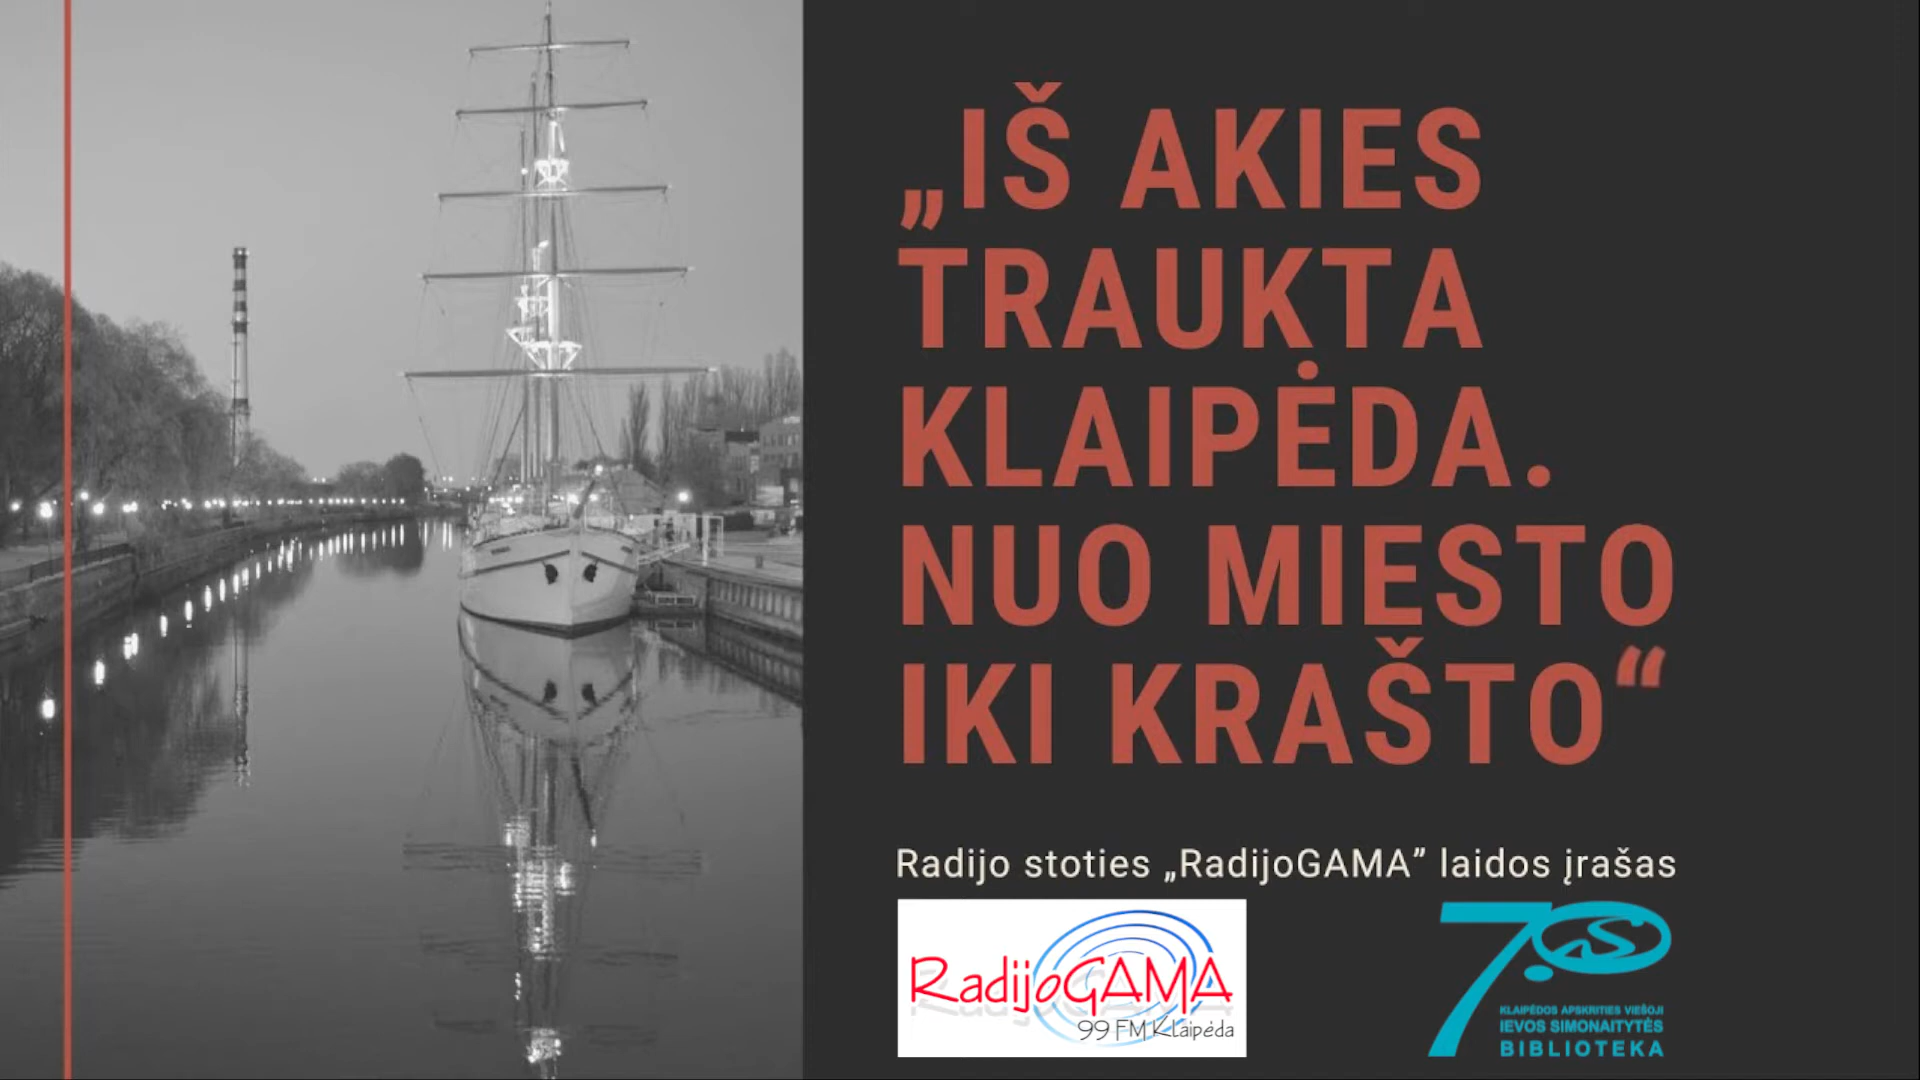 „IŠ AKIES
TRAUKTA
KLAIPĖDA.
NUO MIESTO
IKI KRAŠTO“
Radijo stoties „RadijoGAMA” laidos įrašas
RadijoGAMA
99 FM Klaipėda
70
KLAIPĖDOS APSKRITIES VIEŠOJI
IEVOS SIMONAITYTĖS
BIBLIOTEKA